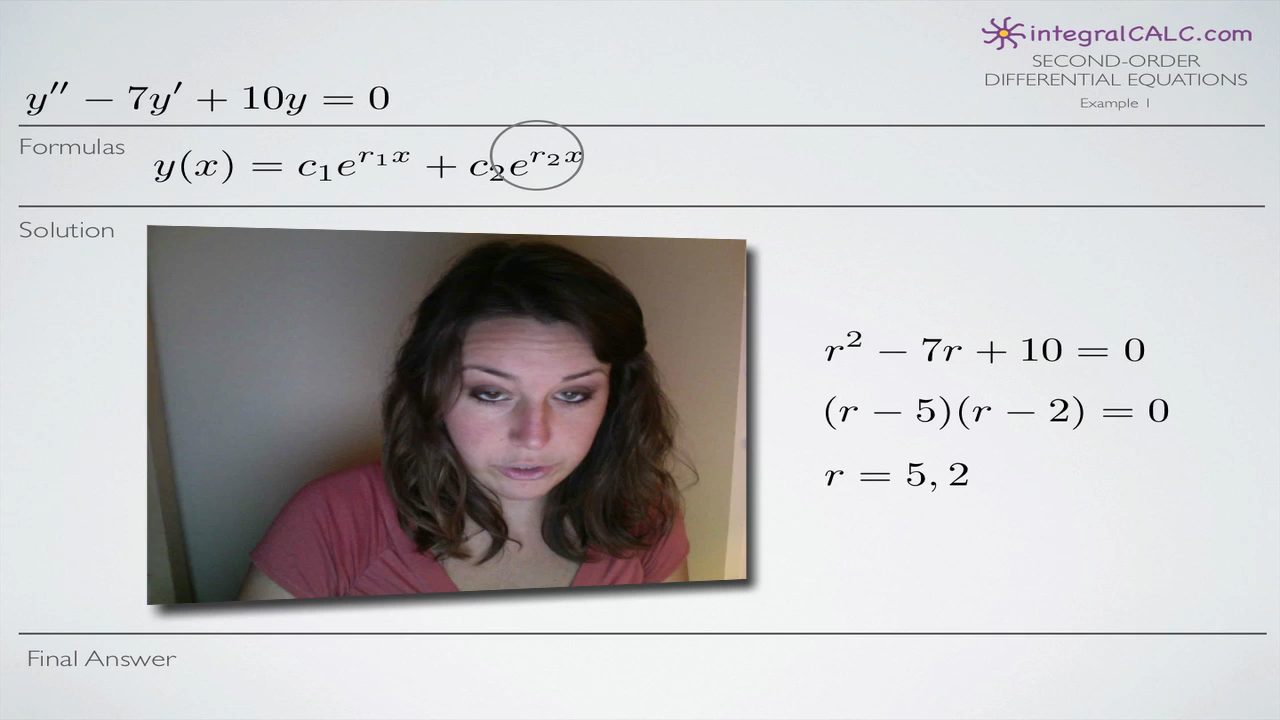 integralCALC.com
SECOND-ORDER
DIFFERENTIAL EQUATIONS
Example 1
y″ − 7y′ + 10y = 0
Formulas
y(x) = c₁e^{r₁x} + c₂e^{r₂x}
Solution
r² − 7r + 10 = 0
(r − 5)(r − 2) = 0
r = 5, 2
Final Answer